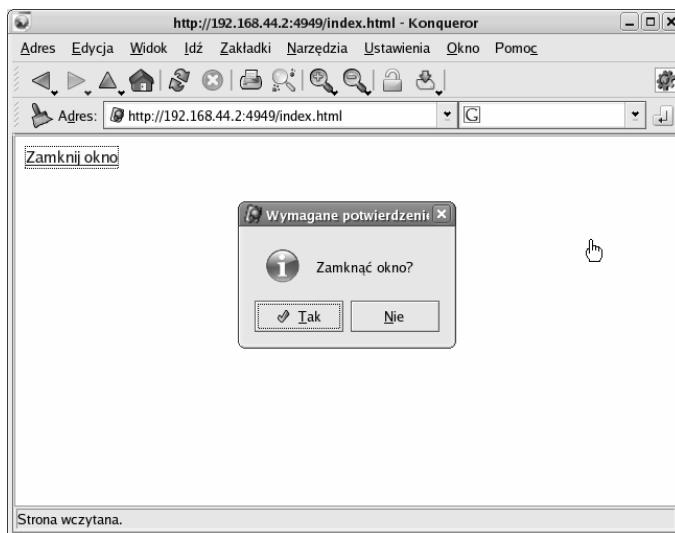 http://192.168.44.2:4949/index.html - Konqueror
Adres Edycja Widok Idź Zakładki Narzędzia Ustawienia Okno Pomoc
Adres: http://192.168.44.2:4949/index.html G
Zamknij okno
Wymagane potwierdzenie
Zamknąć okno?
Tak Nie
Strona wczytana.